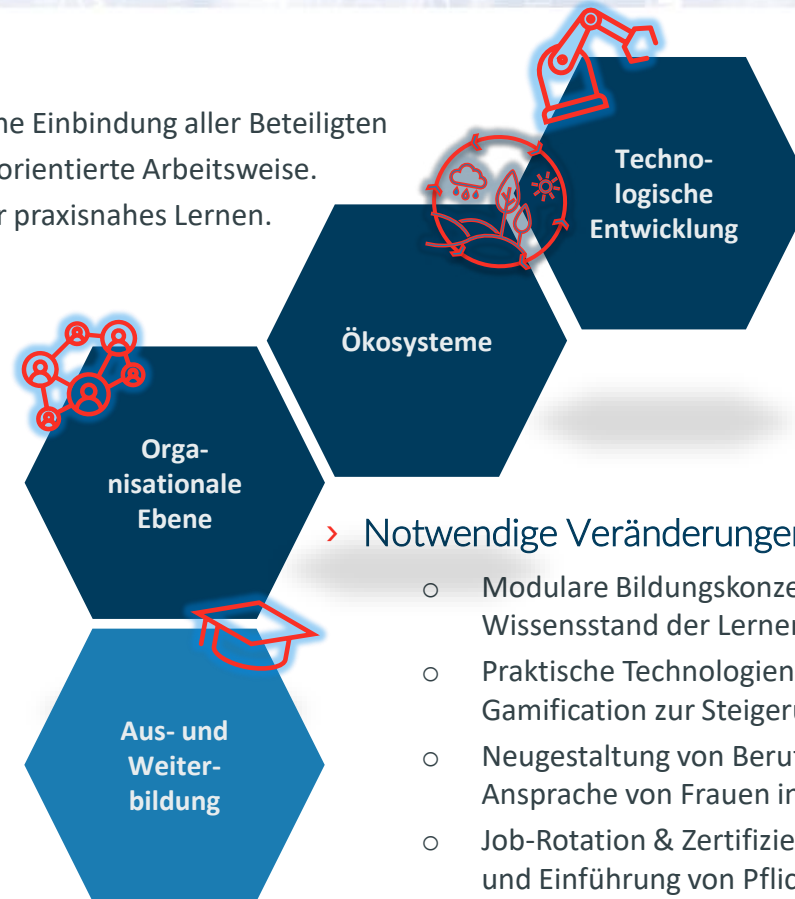 ne Einbindung aller Beteiligten
orientierte Arbeitsweise.
r praxisnahes Lernen.
Techno-
logische
Entwicklung
Ökosysteme
Orga-
nisationale
Ebene
Aus- und
Weiter-
bildung
› Notwendige Veränderungen
o Modulare Bildungskonze
Wissensstand der Lerner
o Praktische Technologien
Gamification zur Steigeru
o Neugestaltung von Beruf
Ansprache von Frauen in
o Job-Rotation & Zertifizie
und Einführung von Pflic